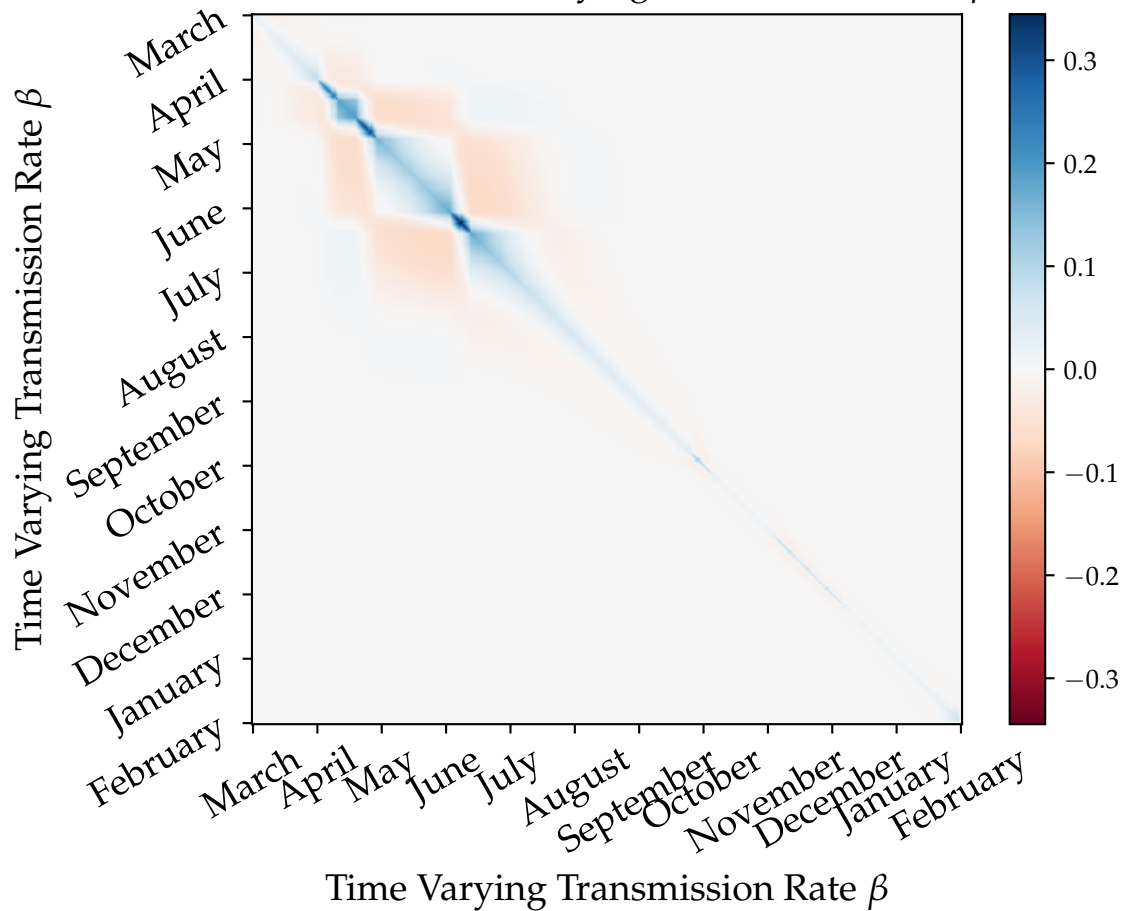 March
April
May
June
July
August
September
October
November
December
January
February
Time Varying Transmission Rate β
March
April
May
June
July
August
September
October
November
December
January
February
Time Varying Transmission Rate β
0.3
0.2
0.1
0.0
−0.1
−0.2
−0.3